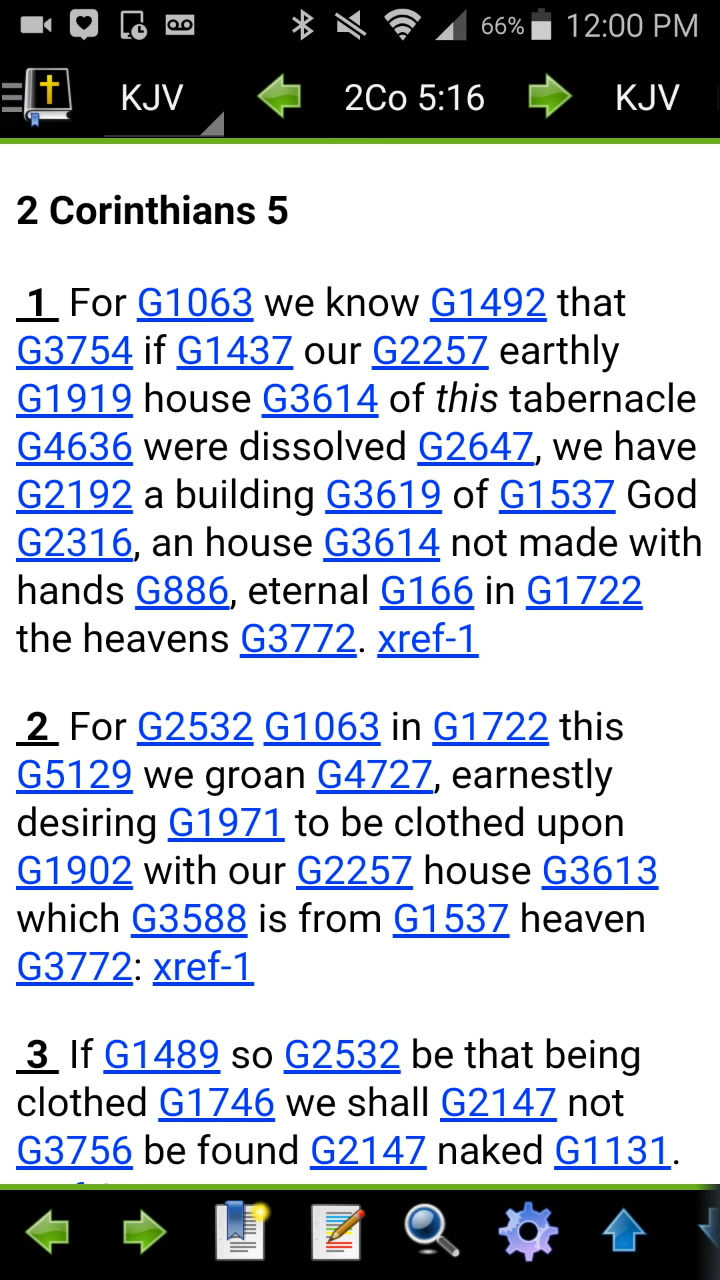 66% 12:00 PM
KJV 2Co 5:16 KJV
2 Corinthians 5
1 For G1063 we know G1492 that
G3754 if G1437 our G2257 earthly
G1919 house G3614 of this tabernacle
G4636 were dissolved G2647, we have
G2192 a building G3619 of G1537 God
G2316, an house G3614 not made with
hands G886, eternal G166 in G1722
the heavens G3772. xref-1
2 For G2532 G1063 in G1722 this
G5129 we groan G4727, earnestly
desiring G1971 to be clothed upon
G1902 with our G2257 house G3613
which G3588 is from G1537 heaven
G3772: xref-1
3 If G1489 so G2532 be that being
clothed G1746 we shall G2147 not
G3756 be found G2147 naked G1131.